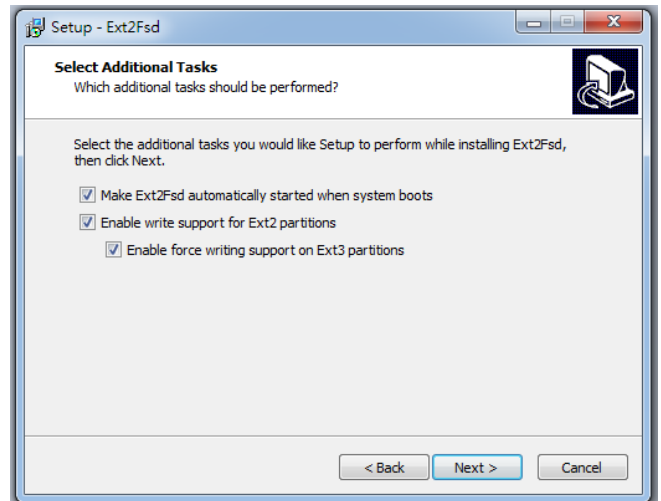 Setup - Ext2Fsd
Select Additional Tasks
Which additional tasks should be performed?
Select the additional tasks you would like Setup to perform while installing Ext2Fsd,
then click Next.
Make Ext2Fsd automatically started when system boots
Enable write support for Ext2 partitions
Enable force writing support on Ext3 partitions
< Back
Next >
Cancel